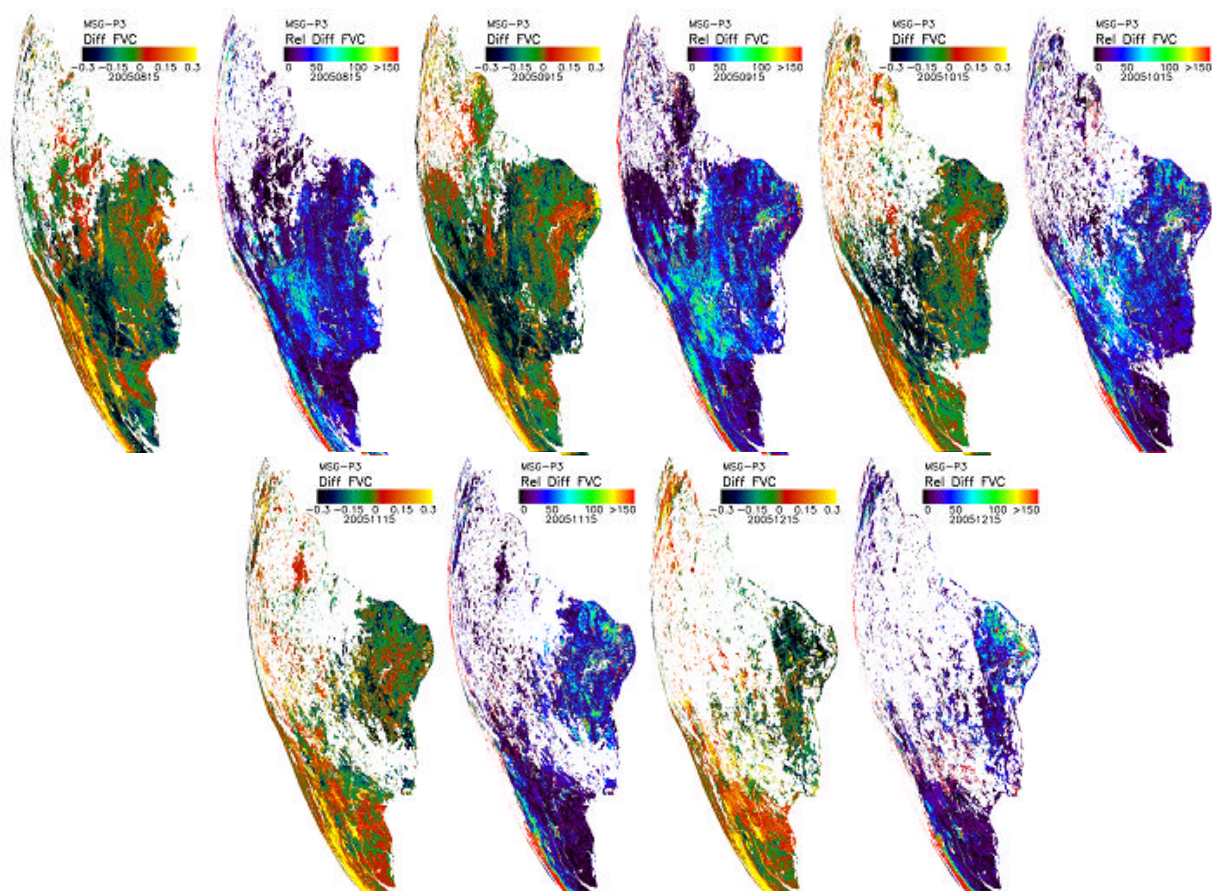 MSG-P3
Diff FVC
-0.3 -0.15 0 0.15 0.3
20050815
MSG-P3
Rel Diff FVC
0 50 100 >150
20050815
MSG-P3
Diff FVC
-0.3 -0.15 0 0.15 0.3
20050915
MSG-P3
Rel Diff FVC
0 50 100 >150
20050915
MSG-P3
Diff FVC
-0.3 -0.15 0 0.15 0.3
20051015
MSG-P3
Rel Diff FVC
0 50 100 >150
20051015
MSG-P3
Diff FVC
-0.3 -0.15 0 0.15 0.3
20051115
MSG-P3
Rel Diff FVC
0 50 100 >150
20051115
MSG-P3
Diff FVC
-0.3 -0.15 0 0.15 0.3
20051215
MSG-P3
Rel Diff FVC
0 50 100 >150
20051215